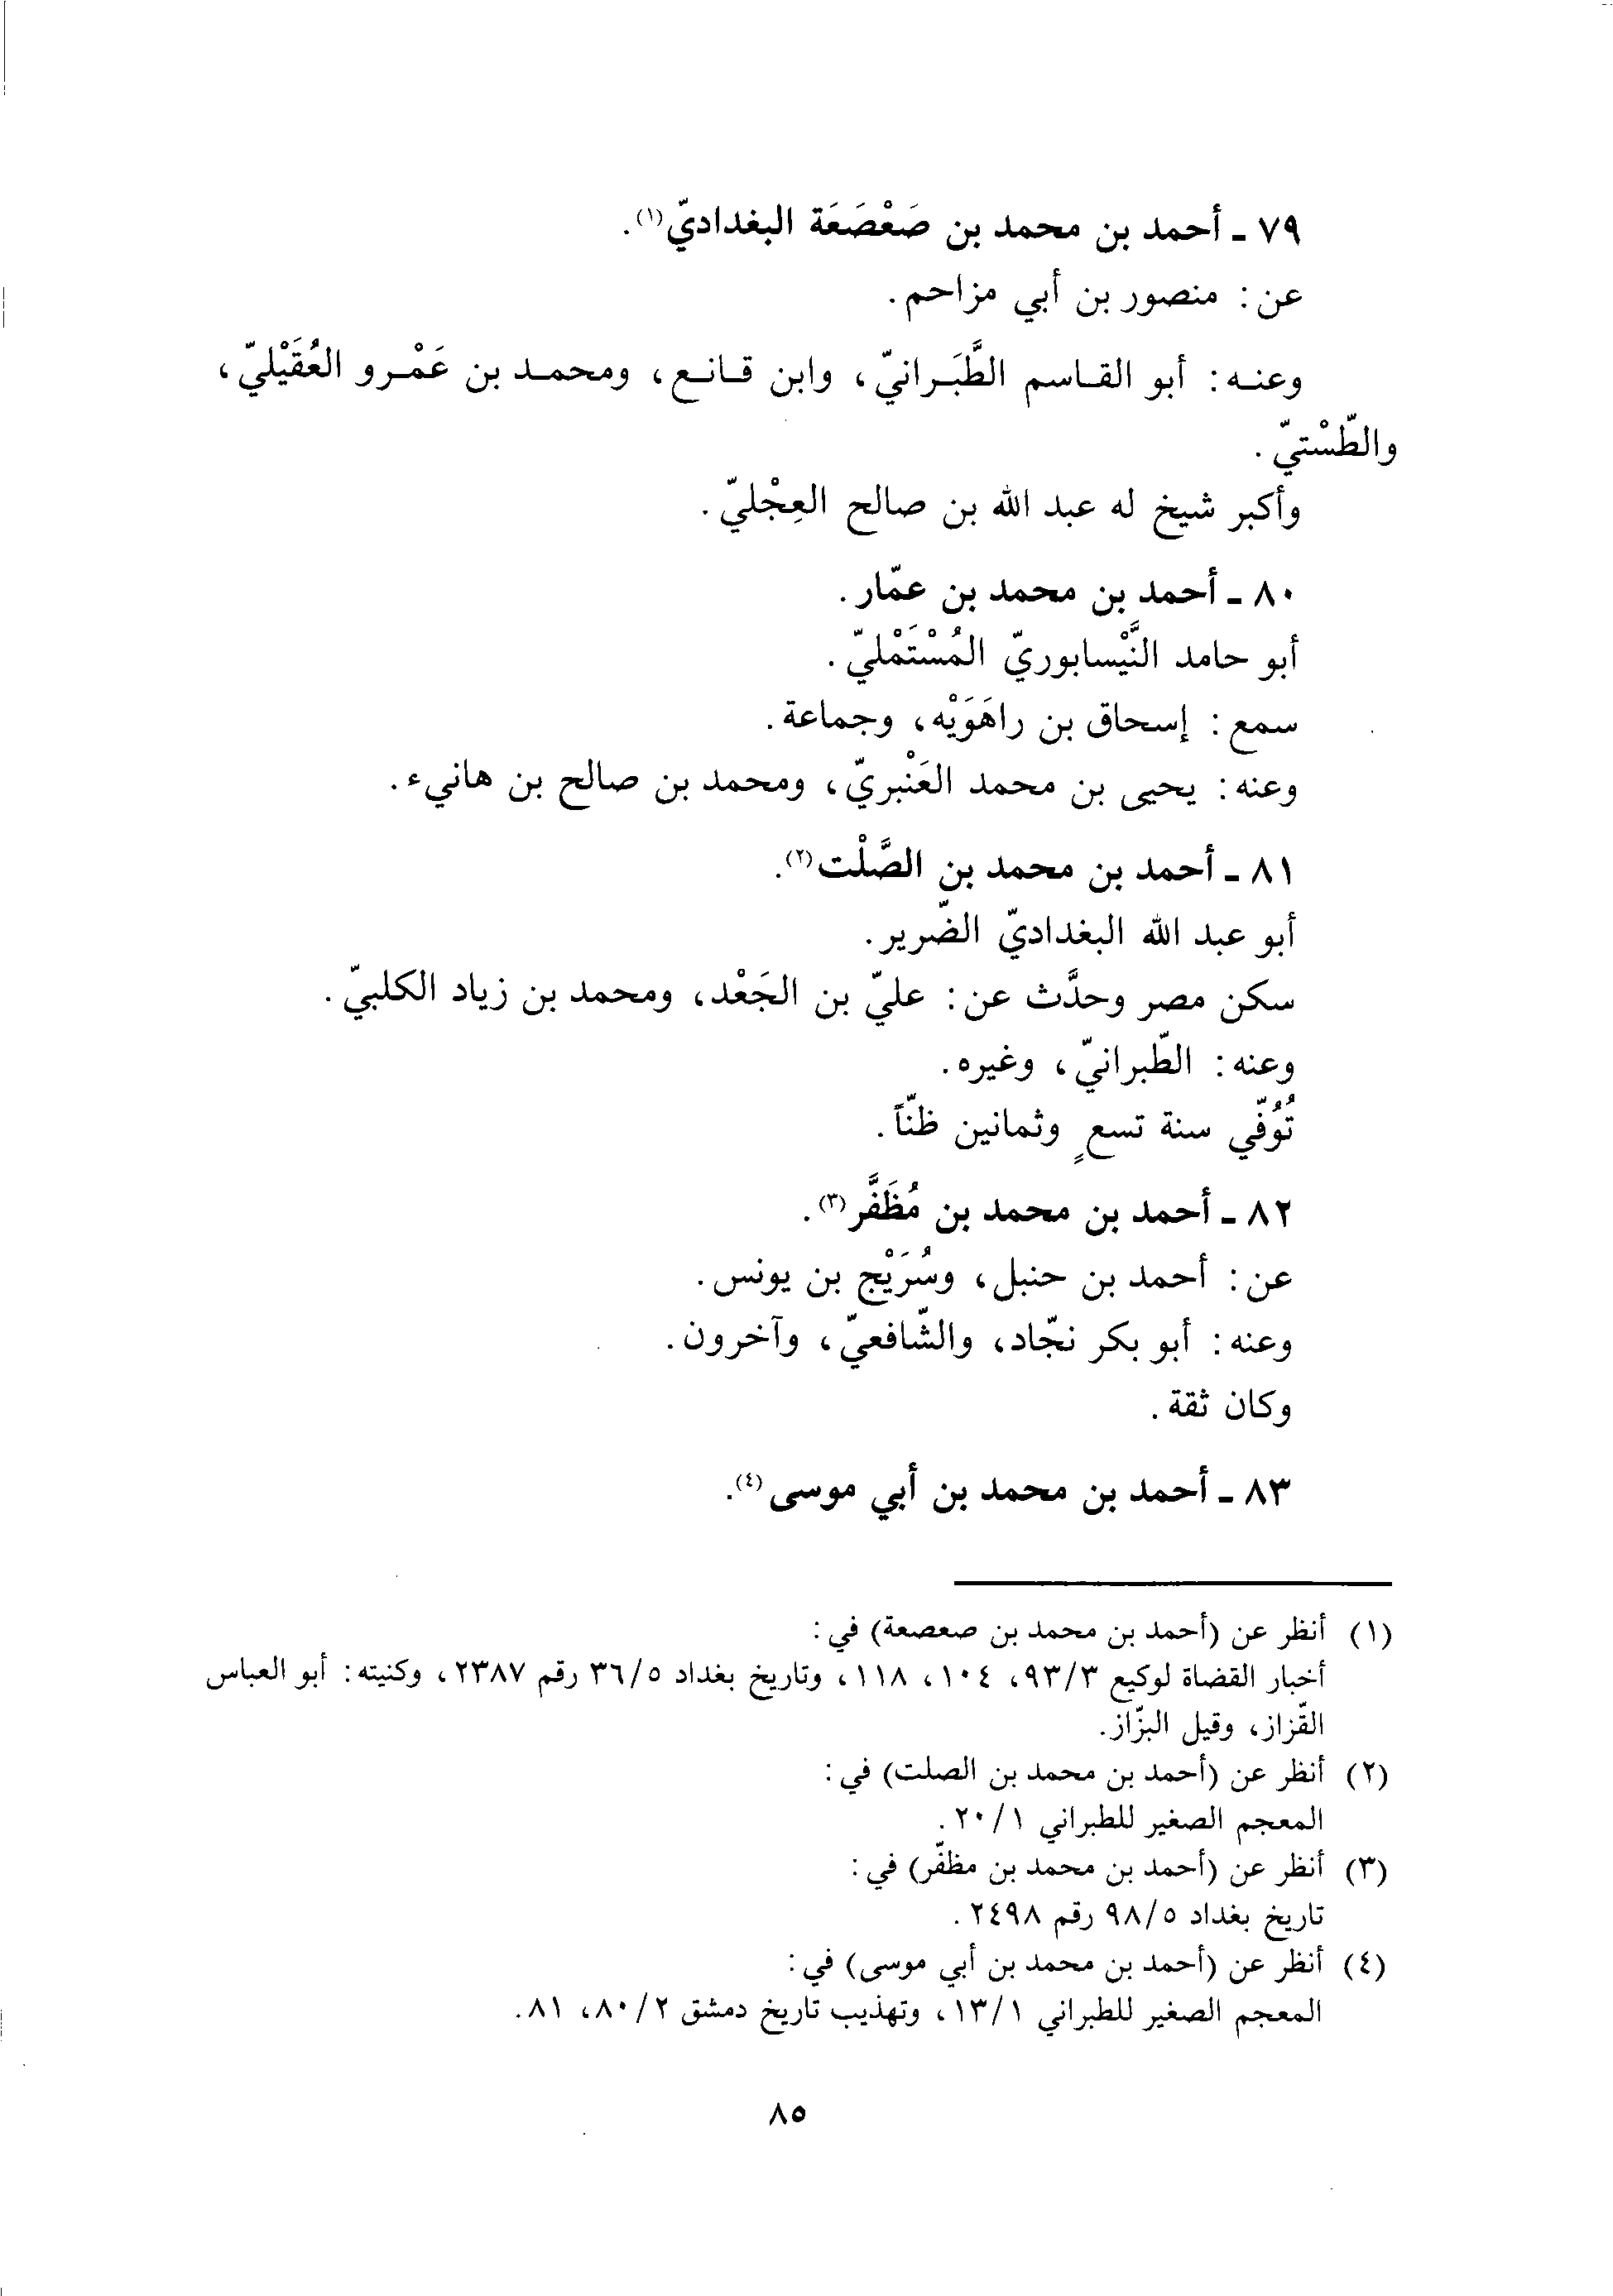 ٧٩ - أحمد بن محمد بن صَعْصَعَة البغداديّ(١).
عن: منصور بن أبي مزاحم.
وعنه: أبو القاسم الطَّبَرانيّ، وابن قانع، ومحمد بن عَمْرو العُقَيْليّ،
والطّسْتيّ.
وأكبر شيخ له عبد الله بن صالح العِجْليّ.
٨٠ - أحمد بن محمد بن عمّار.
أبو حامد النَّيْسابوريّ المُسْتَمْليّ.
سمع: إسحاق بن راهَوَيْه، وجماعة.
وعنه: يحيى بن محمد العَنْبريّ، ومحمد بن صالح بن هانيء.
٨١ - أحمد بن محمد بن الصَّلْت(٢).
أبو عبد الله البغداديّ الضّرير.
سكن مصر وحدَّث عن: عليّ بن الجَعْد، ومحمد بن زياد الكلبيّ.
وعنه: الطّبرانيّ، وغيره.
تُوُفّي سنة تسعٍ وثمانين ظنّاً.
٨٢ - أحمد بن محمد بن مُظَفَّر(٣).
عن: أحمد بن حنبل، وسُرَيْج بن يونس.
وعنه: أبو بكر نجّاد، والشّافعيّ، وآخرون.
وكان ثقة.
٨٣ - أحمد بن محمد بن أبي موسى(٤).
(١) أنظر عن (أحمد بن محمد بن صعصعة) في:
أخبار القضاة لوكيع ٩٣/٣، ١٠٤، ١١٨، وتاريخ بغداد ٣٦/٥ رقم ٢٣٨٧، وكنيته: أبو العباس
القّزاز، وقيل البزّاز.
(٢) أنظر عن (أحمد بن محمد بن الصلت) في:
المعجم الصغير للطبراني ٢٠/١.
(٣) أنظر عن (أحمد بن محمد بن مظفّر) في:
تاريخ بغداد ٩٨/٥ رقم ٢٤٩٨.
(٤) أنظر عن (أحمد بن محمد بن أبي موسى) في:
المعجم الصغير للطبراني ١٣/١، وتهذيب تاريخ دمشق ٨٠/٢، ٨١.
٨٥